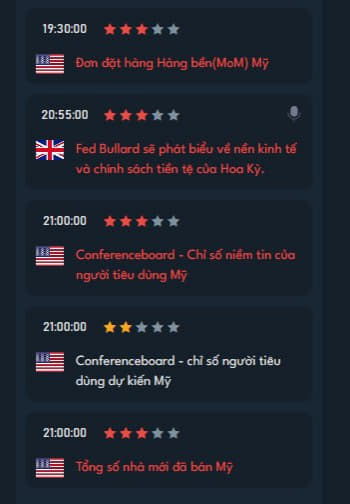 19:30:00
Đơn đặt hàng Hàng bền(MoM) Mỹ
20:55:00
Fed Bullard sẽ phát biểu về nền kinh tế
và chính sách tiền tệ của Hoa Kỳ.
21:00:00
Conferenceboard - Chỉ số niềm tin của
người tiêu dùng Mỹ
21:00:00
Conferenceboard - chỉ số người tiêu
dùng dự kiến Mỹ
21:00:00
Tổng số nhà mới đã bán Mỹ